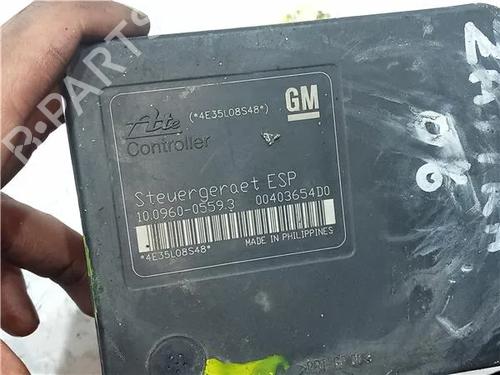 B-PARTS
Ate
(*4E35L08S48*)
GM
Controller
Steuergeraet ESP
10.0960-0559.3 00403654D0
*4E35L08S48*
MADE IN PHILIPPINES